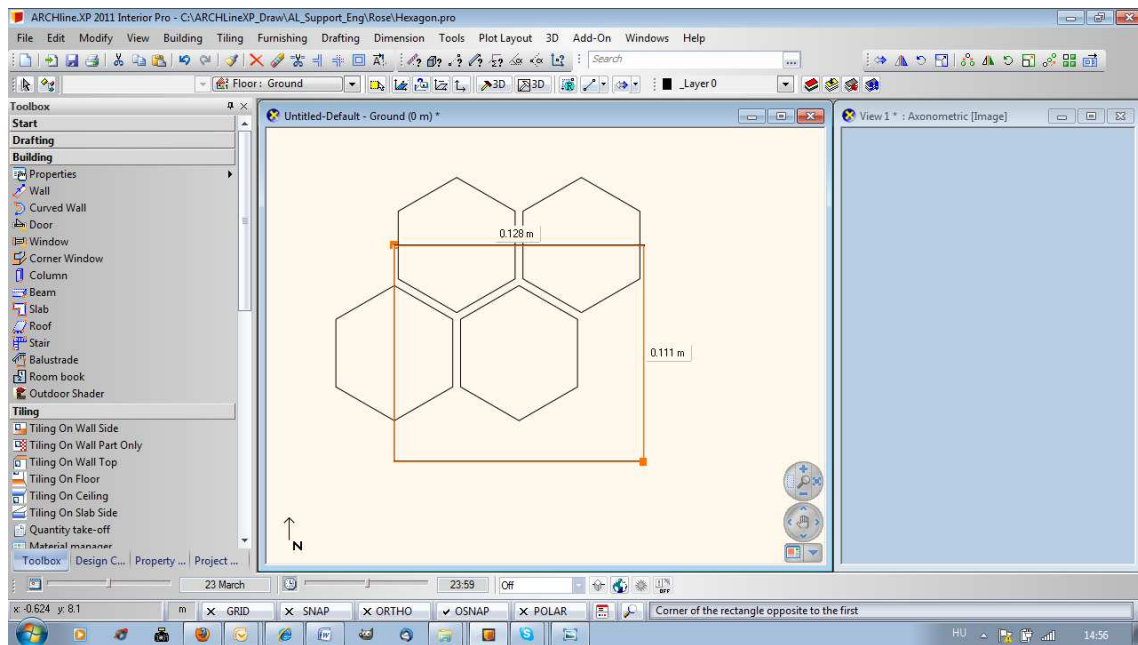 ARCHline.XP 2011 Interior Pro - C:\ARCHLineXP_Draw\AL_Support_Eng\Rose\Hexagon.pro
File Edit Modify View Building Tiling Furnishing Drafting Dimension Tools Plot Layout 3D Add-On Windows Help
Search ...
Floor: Ground 3D 3D _Layer 0
Toolbox
Start
Drafting
Building
Properties
Wall
Curved Wall
Door
Window
Corner Window
Column
Beam
Slab
Roof
Stair
Balustrade
Room book
Outdoor Shader
Tiling
Tiling On Wall Side
Tiling On Wall Part Only
Tiling On Wall Top
Tiling On Floor
Tiling On Ceiling
Tiling On Slab Side
Quantity take-off
Material manager
Toolbox Design C... Property ... Project ...
Untitled-Default - Ground (0 m) *
0.128 m
0.111 m
N
View 1 * : Axonometric [Image]
23 March 23:59 Off OFF
x: -0.624 y: 8.1 m GRID SNAP ORTHO OSNAP POLAR Corner of the rectangle opposite to the first
HU 14:56